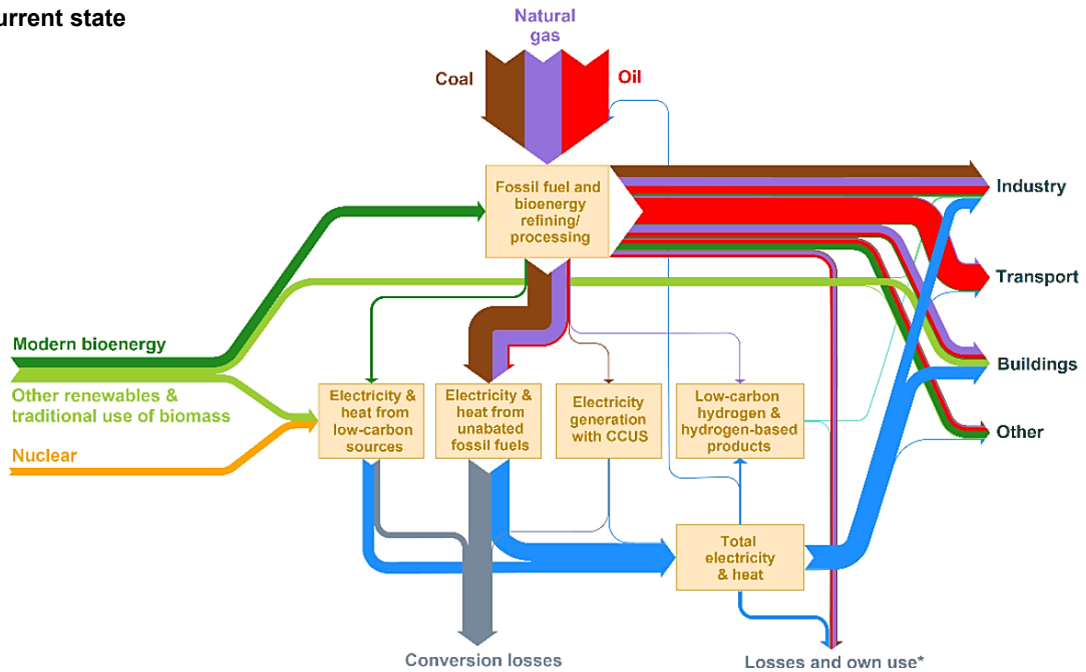 urrent state
Natural
gas
Coal
Oil
Fossil fuel and
bioenergy
refining/
processing
Industry
Transport
Modern bioenergy
Buildings
Other renewables &
traditional use of biomass
Electricity &
heat from
low-carbon
sources
Electricity &
heat from
unabated
fossil fuels
Electricity
generation
with CCUS
Low-carbon
hydrogen &
hydrogen-based
products
Other
Nuclear
Total
electricity
& heat
Conversion losses
Losses and own use*